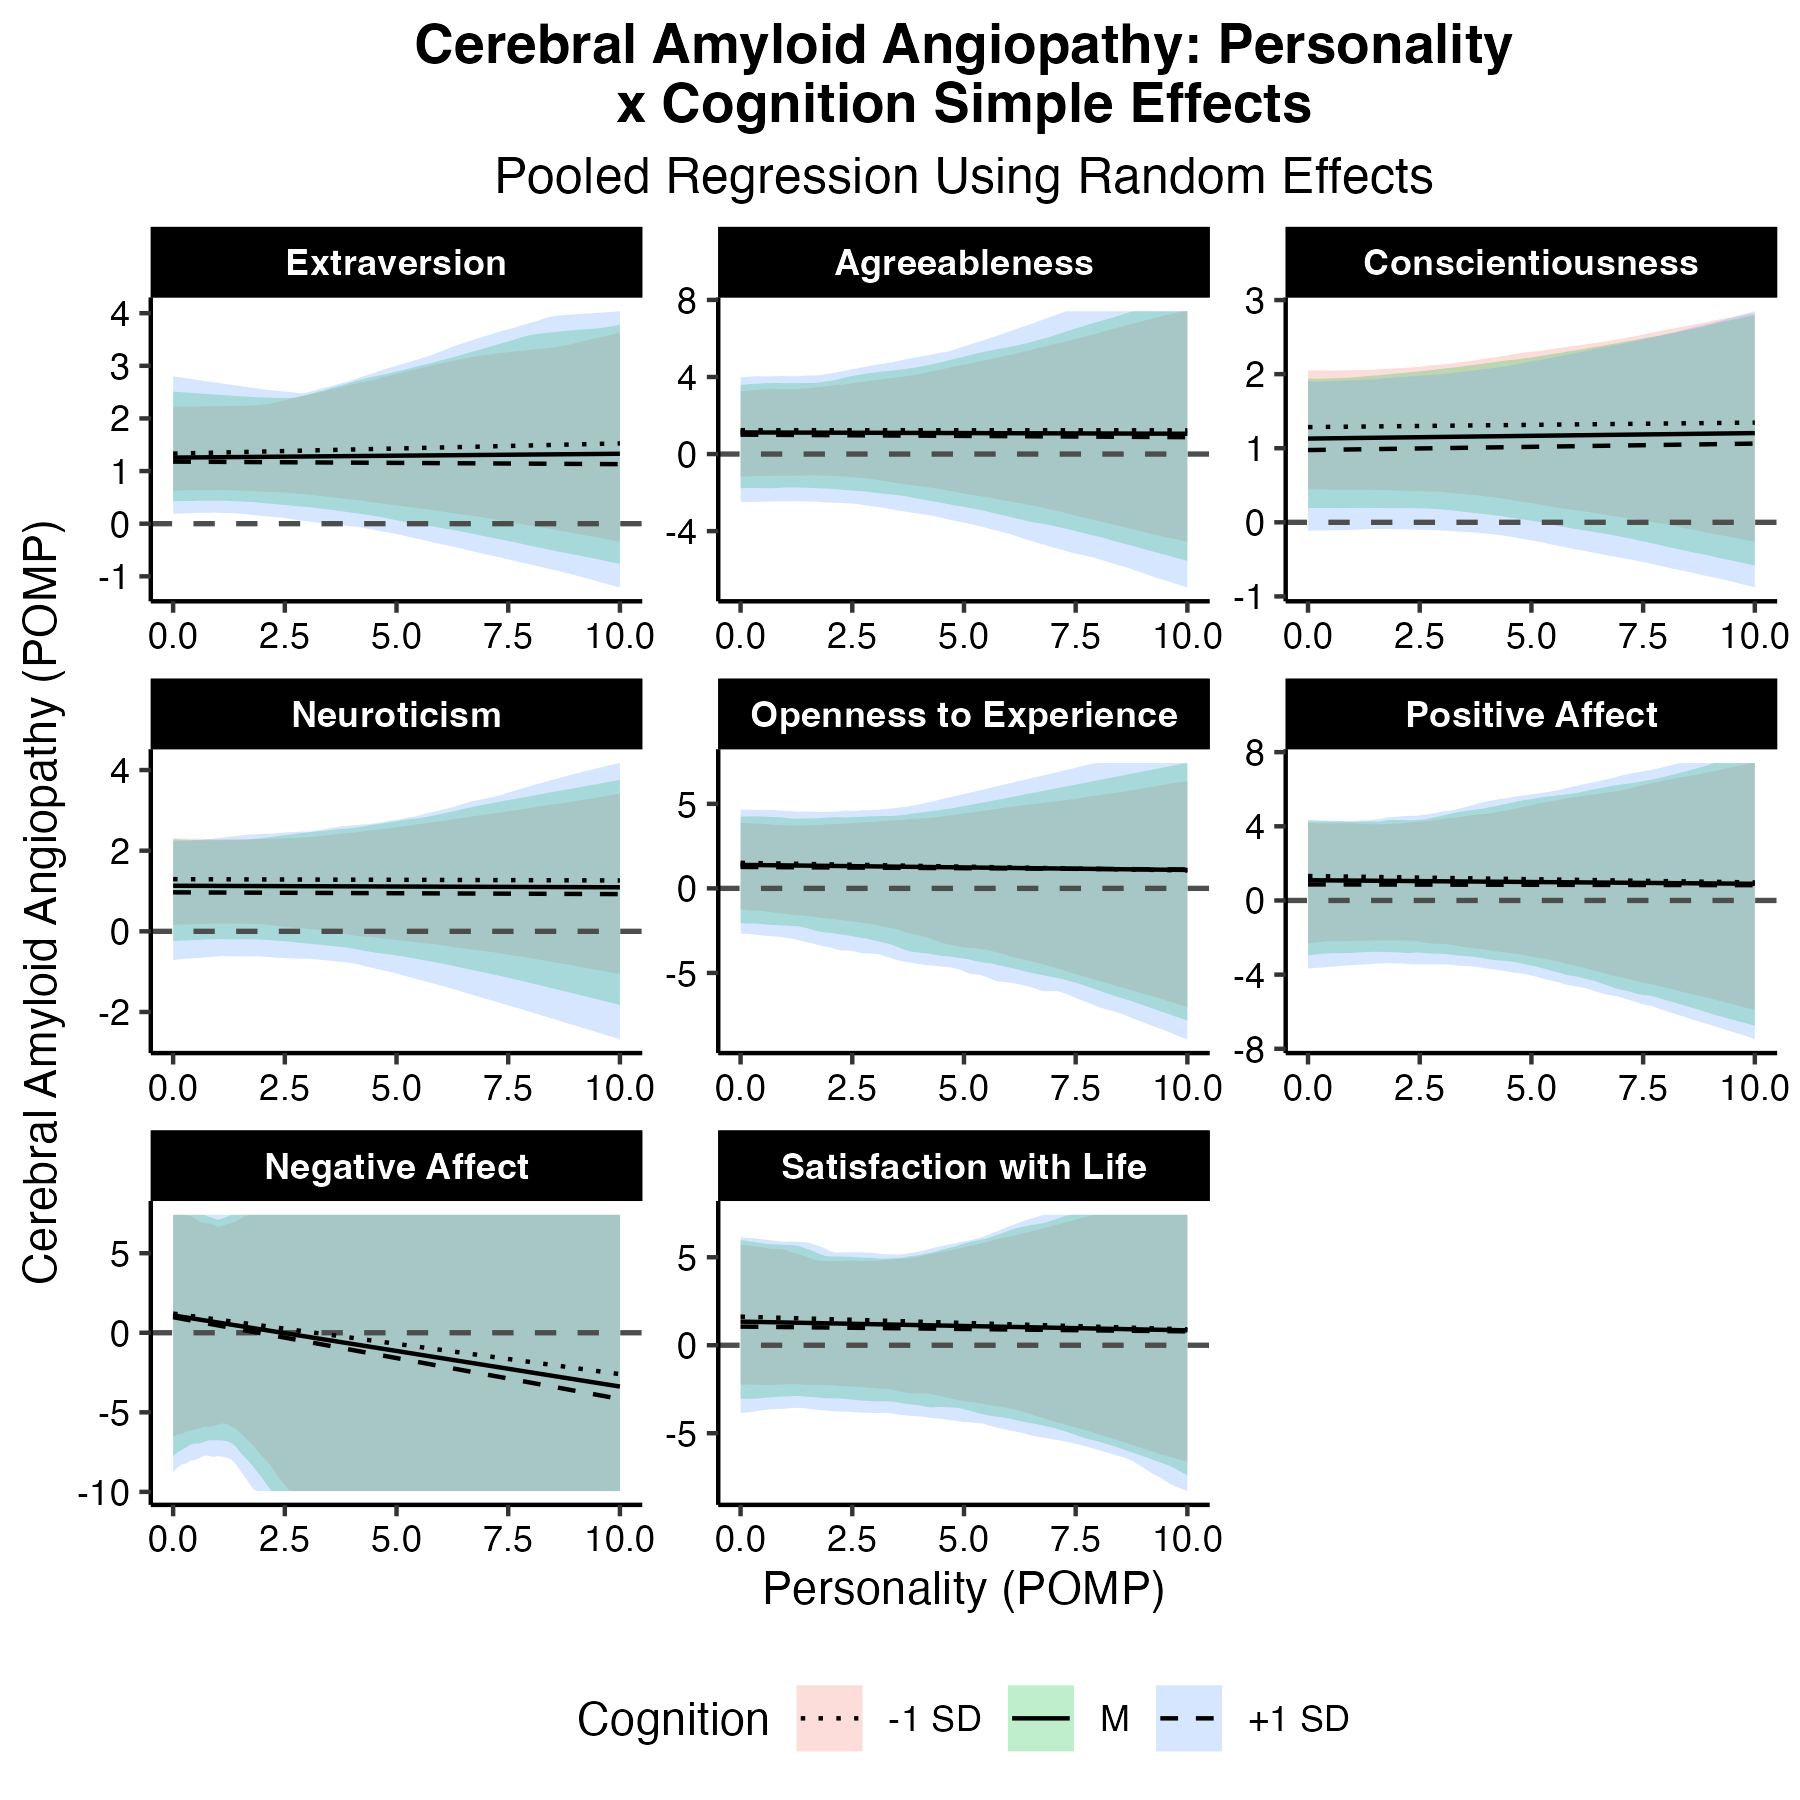 Cerebral Amyloid Angiopathy: Personality
x Cognition Simple Effects
Pooled Regression Using Random Effects
Cerebral Amyloid Angiopathy (POMP)
Extraversion
4
3
2
1
0
-1
0.0 2.5 5.0 7.5 10.0
Agreeableness
8
4
0
-4
0.0 2.5 5.0 7.5 10.0
Conscientiousness
3
2
1
0
-1
0.0 2.5 5.0 7.5 10.0
Neuroticism
4
2
0
-2
0.0 2.5 5.0 7.5 10.0
Openness to Experience
5
0
-5
0.0 2.5 5.0 7.5 10.0
Positive Affect
8
4
0
-4
-8
0.0 2.5 5.0 7.5 10.0
Negative Affect
5
0
-5
-10
0.0 2.5 5.0 7.5 10.0
Satisfaction with Life
5
0
-5
0.0 2.5 5.0 7.5 10.0
Personality (POMP)
Cognition -1 SD M +1 SD